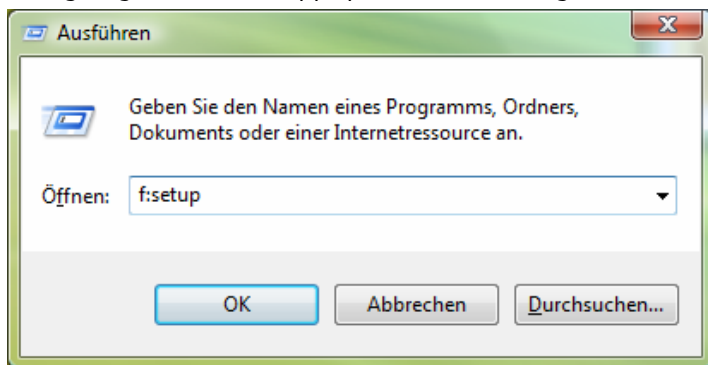 Ausführen
Geben Sie den Namen eines Programms, Ordners,
Dokuments oder einer Internetressource an.
Öffnen: f:setup
OK Abbrechen Durchsuchen...